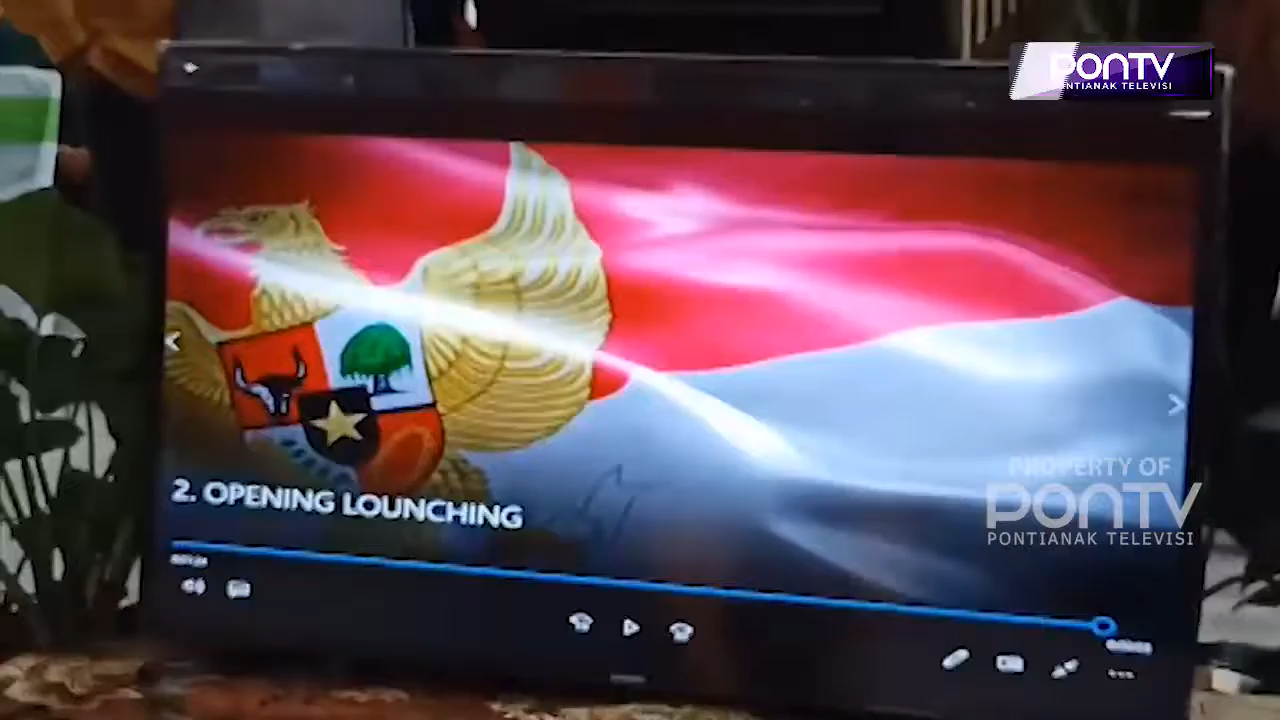 PONTV
PONTIANAK TELEVISI
2. OPENING LOUNCHING
PROPERTY OF
PONTV
PONTIANAK TELEVISI